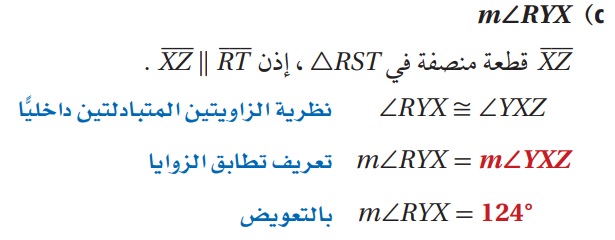 c) m∠RYX
XZ قطعة منصفة في △RST ، إذن XZ ∥ RT .
∠RYX ≅ ∠YXZ نظرية الزاويتين المتبادلتين داخليًّا
m∠RYX = m∠YXZ تعريف تطابق الزوايا
m∠RYX = 124° بالتعويض